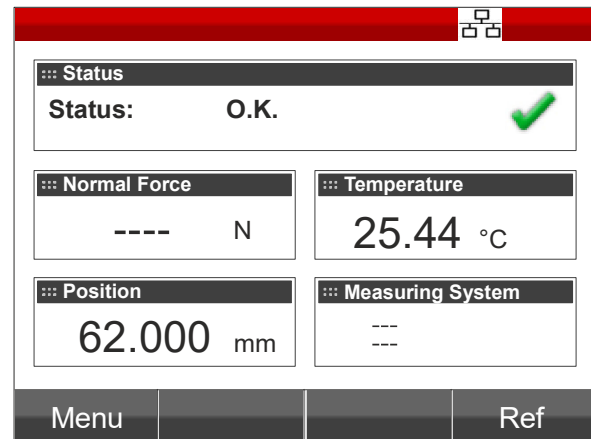 ::: Status
Status: O.K.
::: Normal Force
---- N
::: Temperature
25.44 °C
::: Position
62.000 mm
::: Measuring System
---
---
Menu
Ref